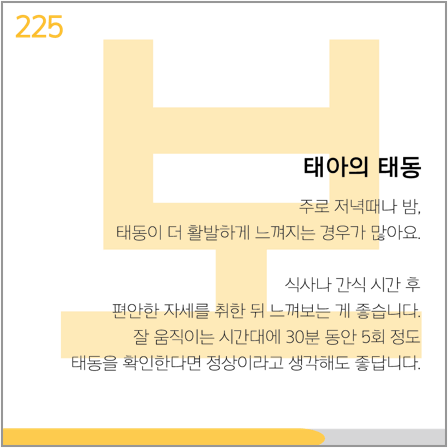 225
보
태아의 태동
주로 저녁때나 밤,
태동이 더 활발하게 느껴지는 경우가 많아요.
식사나 간식 시간 후
편안한 자세를 취한 뒤 느껴보는 게 좋습니다.
잘 움직이는 시간대에 30분 동안 5회 정도
태동을 확인한다면 정상이라고 생각해도 좋답니다.